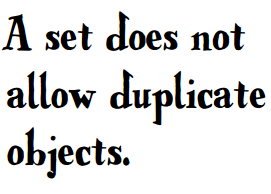 A set does not
allow duplicate
objects.